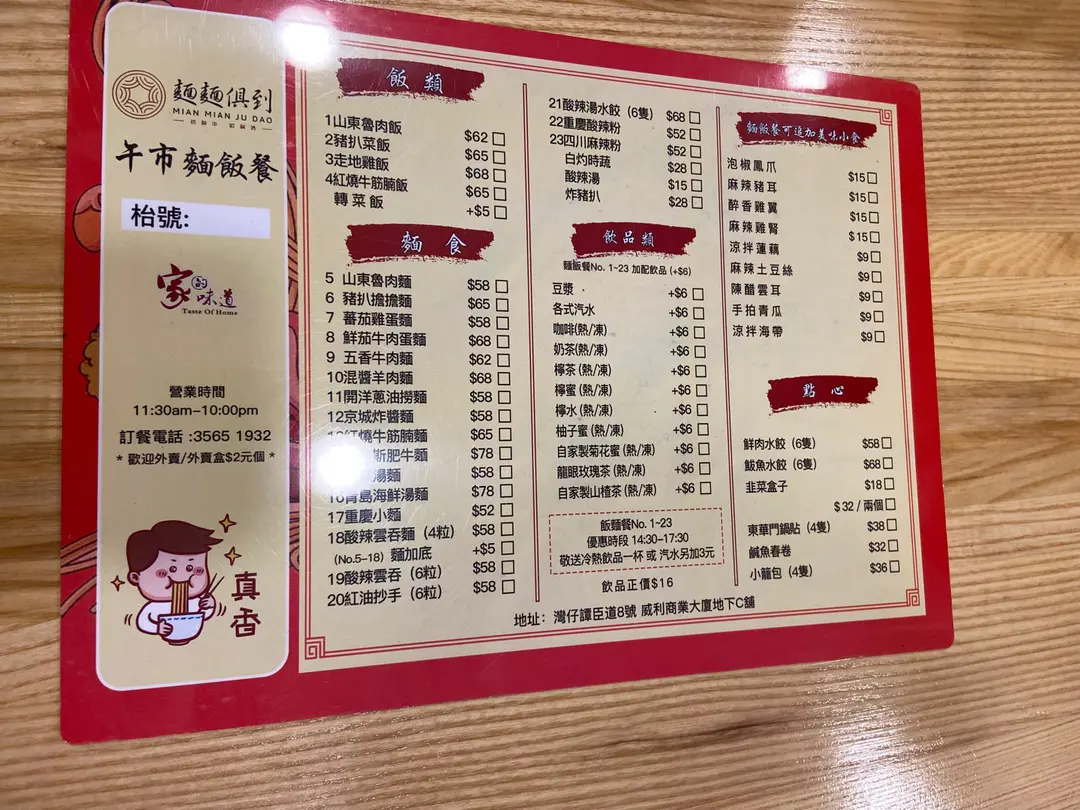 麵麵俱到
MIAN MIAN JU DAO
午市麵飯餐
枱號:
家的味道
Taste Of Home
營業時間
11:30am-10:00pm
訂餐電話 :3565 1932
* 歡迎外賣/外賣盒$2元個 *
真香
飯類
1山東魯肉飯 $62
2豬扒菜飯 $65
3走地雞飯 $68
4紅燒牛筋腩飯 $65
轉菜飯 +$5
麵食
5 山東魯肉麵 $58
6 豬扒擔擔麵 $65
7 蕃茄雞蛋麵 $58
8 鮮茄牛肉蛋麵 $68
9 五香牛肉麵 $62
10混醬羊肉麵 $68
11開洋蔥油撈麵 $58
12京城炸醬麵 $58
紅燒牛筋腩麵 $65
肥牛麵 $78
湯麵 $58
16青島海鮮湯麵 $78
17重慶小麵 $52
18酸辣雲吞麵 (4粒) $58
(No.5-18) 麵加底 +$5
19酸辣雲吞 (6粒) $58
20紅油抄手 (6粒) $58
21酸辣湯水餃 (6隻) $68
22重慶酸辣粉 $52
23四川麻辣粉 $52
白灼時蔬 $28
酸辣湯 $15
炸豬扒 $28
飲品類
麵飯餐No. 1~23 加配飲品 (+$6)
豆漿 +$6
各式汽水 +$6
咖啡(熱/凍) +$6
奶茶(熱/凍) +$6
檸茶 (熱/凍) +$6
檸蜜 (熱/凍) +$6
檸水 (熱/凍) +$6
柚子蜜 (熱/凍) +$6
自家製菊花蜜 (熱/凍) +$6
龍眼玫瑰茶 (熱/凍) +$6
自家製山楂茶 (熱/凍) +$6
飯麵餐No. 1~23
優惠時段 14:30-17:30
敬送冷熱飲品一杯 或 汽水另加3元
飲品正價$16
麵飯餐可追加美味小食
泡椒鳳爪 $15
麻辣豬耳 $15
醉香雞翼 $15
麻辣雞腎 $15
涼拌蓮藕 $9
麻辣土豆絲 $9
陳醋雲耳 $9
手拍青瓜 $9
涼拌海帶 $9
點心
鮮肉水餃 (6隻) $58
鮁魚水餃 (6隻) $68
韭菜盒子 $18
$32 / 兩個
東華門鍋貼 (4隻) $38
鹹魚春卷 $32
小籠包 (4隻) $36
地址: 灣仔譚臣道8號 威利商業大廈地下C舖